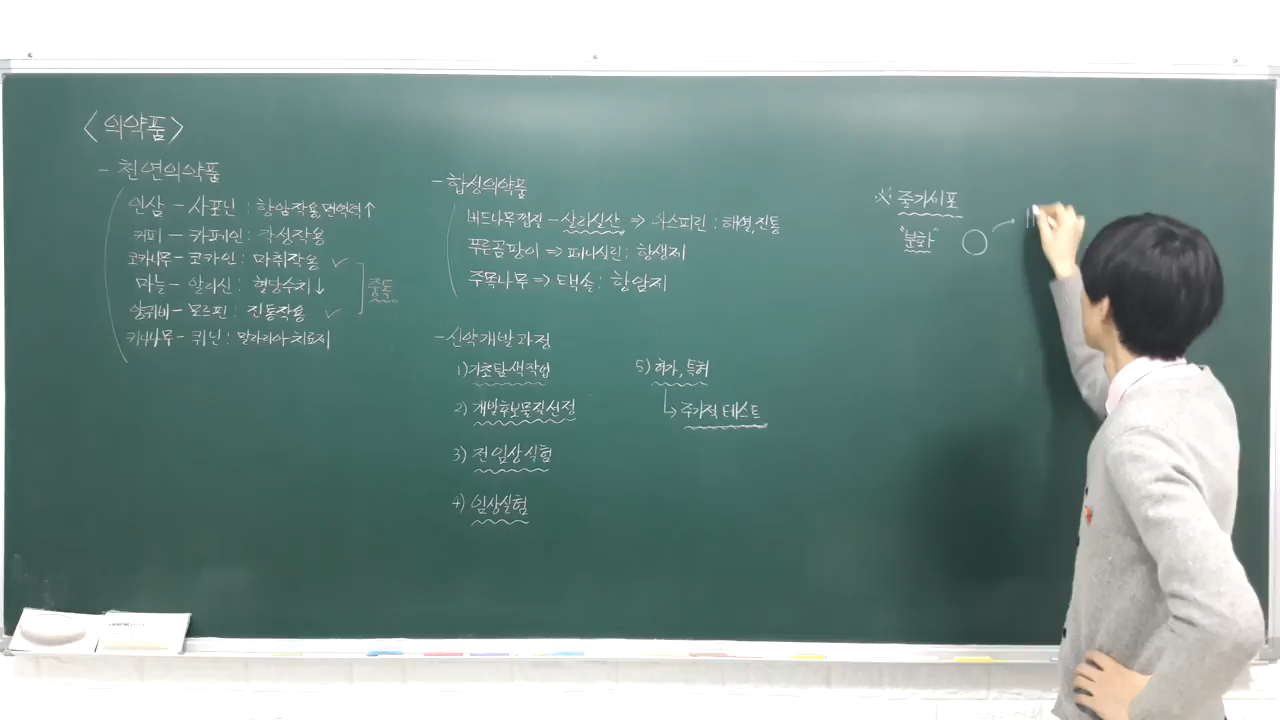 <의약품>
- 천연의약품
인삼 - 사포닌 : 항암작용, 면역력↑
커피 - 카페인 : 각성작용
코카나무 - 코카인 : 마취작용 ✓
마늘 - 알리신 : 혈당수치↓
양귀비 - 모르핀 : 진통작용 ✓
키나나무 - 퀴닌 : 말라리아 치료제
중독
- 합성의약품
버드나무 껍질 - 살리실산 ⇒ 아스피린 : 해열, 진통
푸른곰팡이 ⇒ 페니실린 : 항생제
주목나무 ⇒ 택솔 : 항암제
- 신약개발 과정
1) 기초탐색작업
2) 개발후보물질선정
3) 전임상시험
4) 임상실험
5) 허가, 특허
↳ 추가적 테스트
※ 줄기세포
"분화"